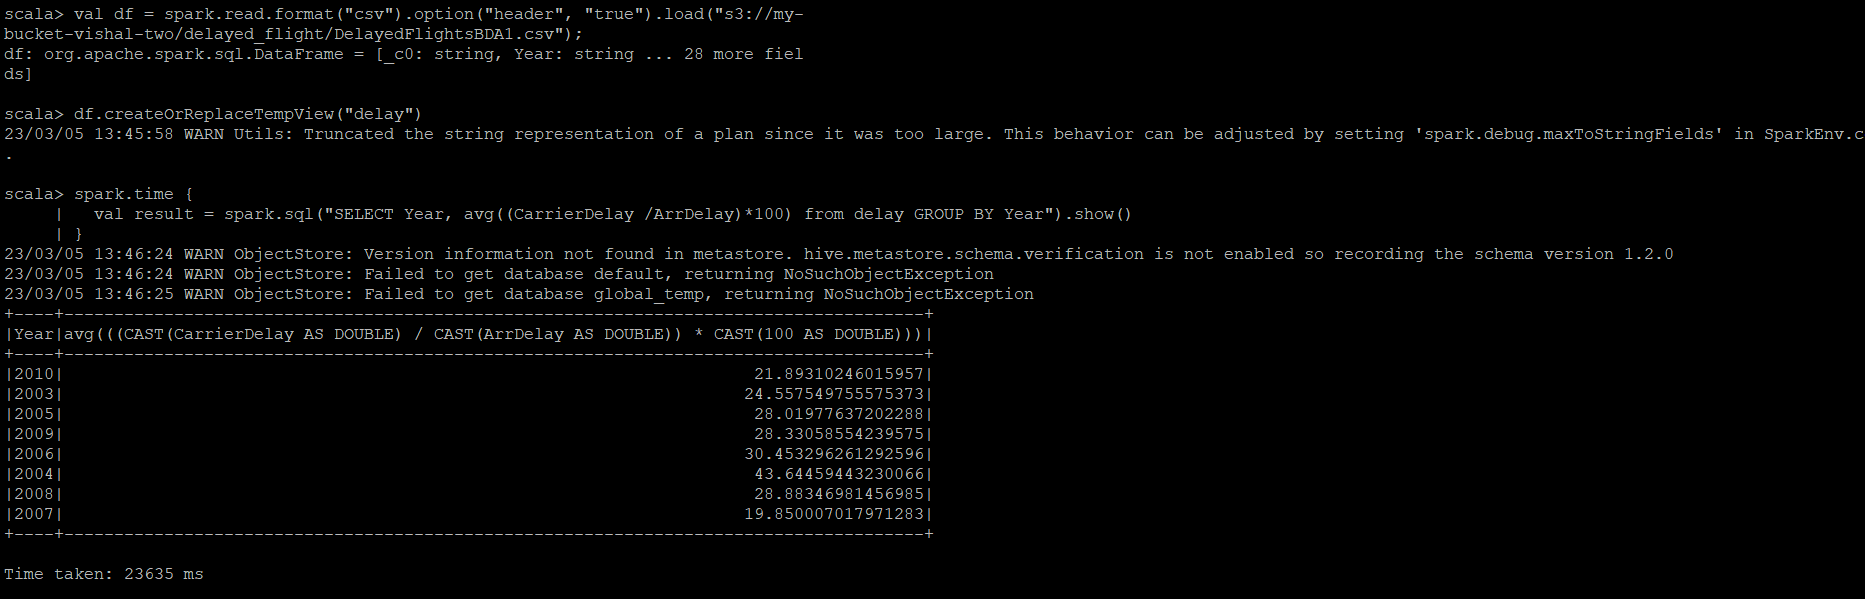 scala> val df = spark.read.format("csv").option("header", "true").load("s3://my-
bucket-vishal-two/delayed_flight/DelayedFlightsBDA1.csv");
df: org.apache.spark.sql.DataFrame = [_c0: string, Year: string ... 28 more fiel
ds]
scala> df.createOrReplaceTempView("delay")
23/03/05 13:45:58 WARN Utils: Truncated the string representation of a plan since it was too large. This behavior can be adjusted by setting 'spark.debug.maxToStringFields' in SparkEnv.c
.
scala> spark.time {
     |   val result = spark.sql("SELECT Year, avg((CarrierDelay /ArrDelay)*100) from delay GROUP BY Year").show()
     | }
23/03/05 13:46:24 WARN ObjectStore: Version information not found in metastore. hive.metastore.schema.verification is not enabled so recording the schema version 1.2.0
23/03/05 13:46:24 WARN ObjectStore: Failed to get database default, returning NoSuchObjectException
23/03/05 13:46:25 WARN ObjectStore: Failed to get database global_temp, returning NoSuchObjectException
+----+--------------------------------------------------------------------------------------+
|Year|avg(((CAST(CarrierDelay AS DOUBLE) / CAST(ArrDelay AS DOUBLE)) * CAST(100 AS DOUBLE)))|
+----+--------------------------------------------------------------------------------------+
|2010|                                                                     21.89310246015957|
|2003|                                                                    24.557549755575373|
|2005|                                                                     28.01977637202288|
|2009|                                                                     28.33058554239575|
|2006|                                                                    30.453296261292596|
|2004|                                                                     43.64459443230066|
|2008|                                                                     28.88346981456985|
|2007|                                                                    19.850007017971283|
+----+--------------------------------------------------------------------------------------+
Time taken: 23635 ms